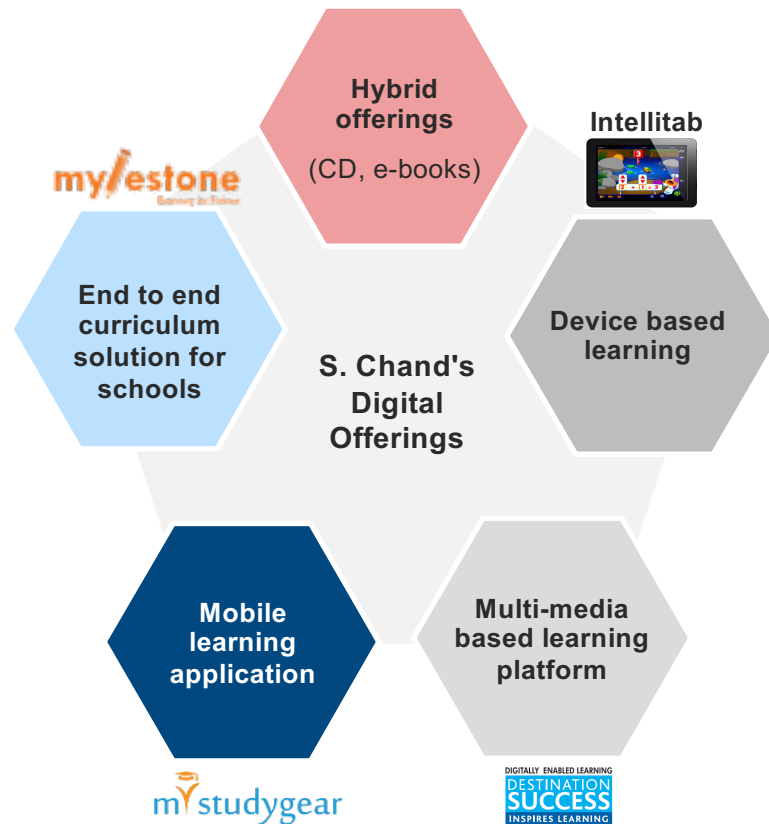 Hybrid
offerings
(CD, e-books)
Intellitab
mylestone
End to end
curriculum
solution for
schools
Device based
learning
S. Chand's
Digital
Offerings
Mobile
learning
application
Multi-media
based learning
platform
mystudygear
DIGITALLY ENABLED LEARNING
DESTINATION
SUCCESS
INSPIRES LEARNING